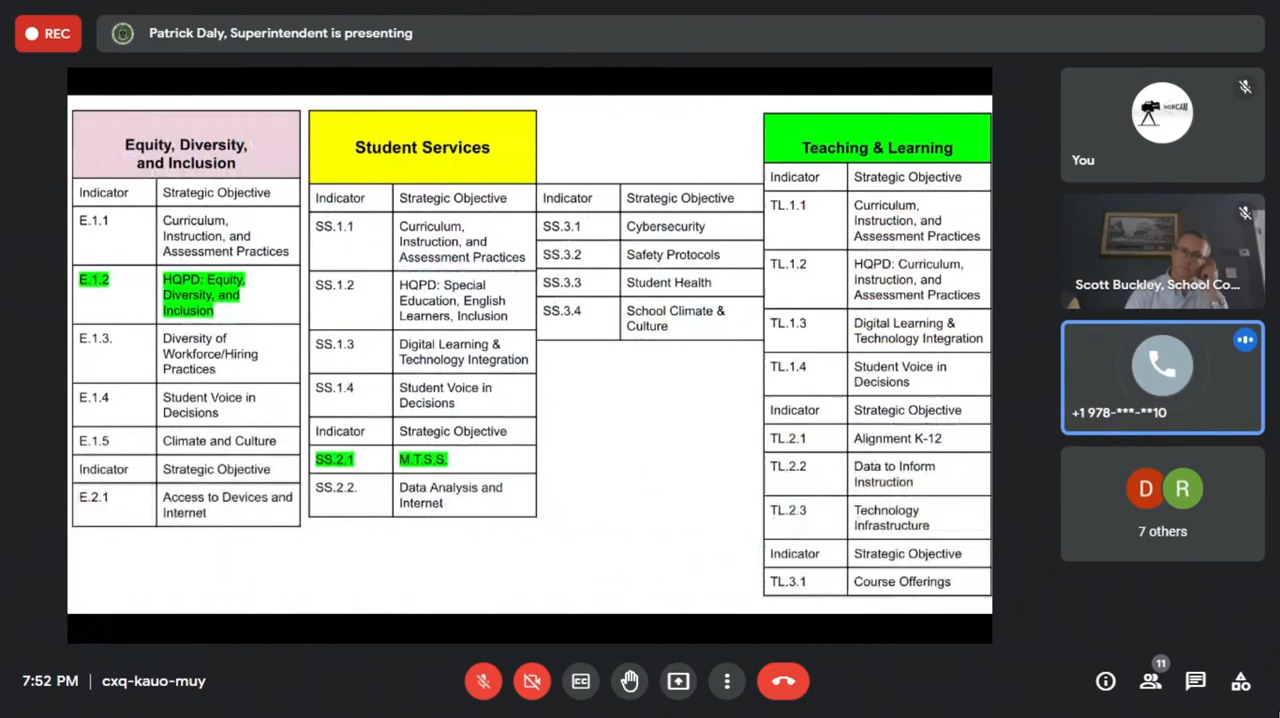 REC
Patrick Daly, Superintendent is presenting
Equity, Diversity,
and Inclusion
Indicator Strategic Objective
E.1.1 Curriculum,
Instruction, and
Assessment Practices
E.1.2 HQPD: Equity,
Diversity, and
Inclusion
E.1.3. Diversity of
Workforce/Hiring
Practices
E.1.4 Student Voice in
Decisions
E.1.5 Climate and Culture
Indicator Strategic Objective
E.2.1 Access to Devices and
Internet
Student Services
Indicator Strategic Objective
SS.1.1 Curriculum,
Instruction, and
Assessment Practices
SS.1.2 HQPD: Special
Education, English
Learners, Inclusion
SS.1.3 Digital Learning &
Technology Integration
SS.1.4 Student Voice in
Decisions
Indicator Strategic Objective
SS.2.1 M.T.S.S.
SS.2.2. Data Analysis and
Internet
Indicator Strategic Objective
SS.3.1 Cybersecurity
SS.3.2 Safety Protocols
SS.3.3 Student Health
SS.3.4 School Climate &
Culture
Teaching & Learning
Indicator Strategic Objective
TL.1.1 Curriculum,
Instruction, and
Assessment Practices
TL.1.2 HQPD: Curriculum,
Instruction, and
Assessment Practices
TL.1.3 Digital Learning &
Technology Integration
TL.1.4 Student Voice in
Decisions
Indicator Strategic Objective
TL.2.1 Alignment K-12
TL.2.2 Data to Inform
Instruction
TL.2.3 Technology
Infrastructure
Indicator Strategic Objective
TL.3.1 Course Offerings
NORCAM
You
Scott Buckley, School Co...
+1 978-***-**10
D R
7 others
7:52 PM | cxq-kauo-muy
CC
11